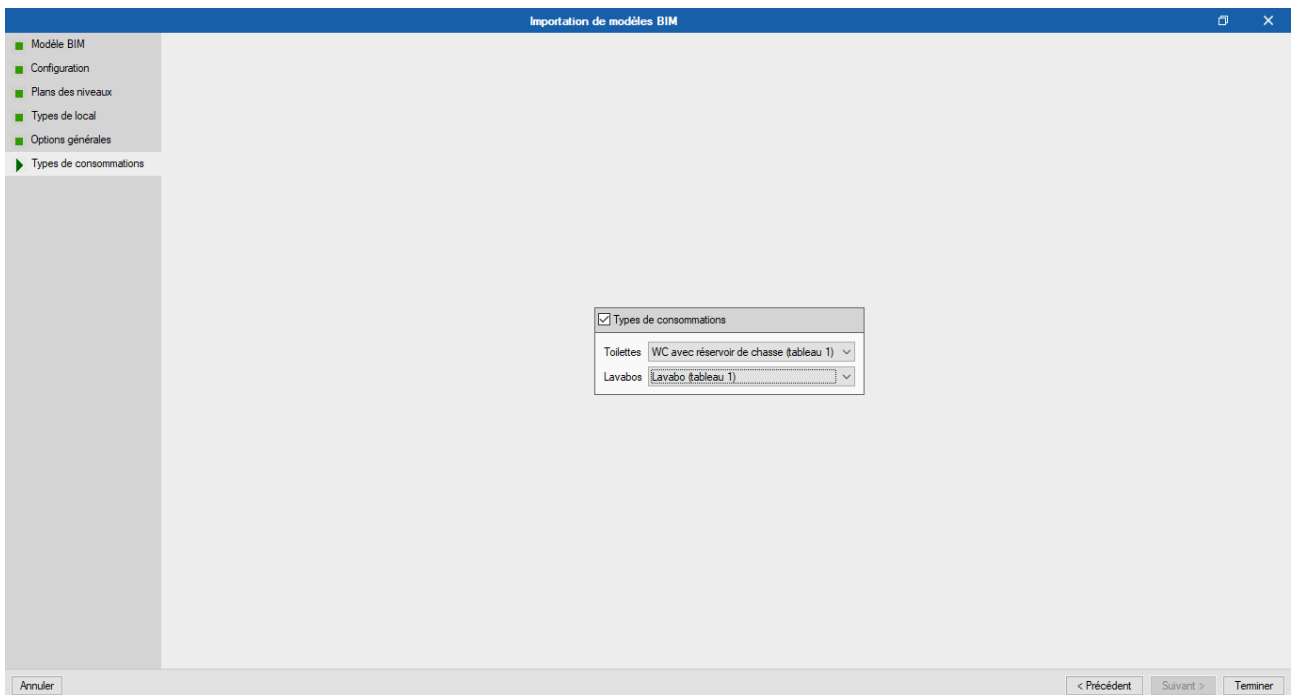 Importation de modèles BIM
Modèle BIM
Configuration
Plans des niveaux
Types de local
Options générales
Types de consommations
Types de consommations
Toilettes WC avec réservoir de chasse (tableau 1)
Lavabos Lavabo (tableau 1)
Annuler < Précédent Suivant > Terminer